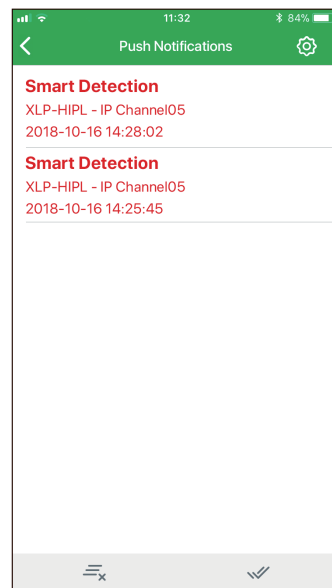 11:32
84%
Push Notifications
Smart Detection
XLP-HIPL - IP Channel05
2018-10-16 14:28:02
Smart Detection
XLP-HIPL - IP Channel05
2018-10-16 14:25:45